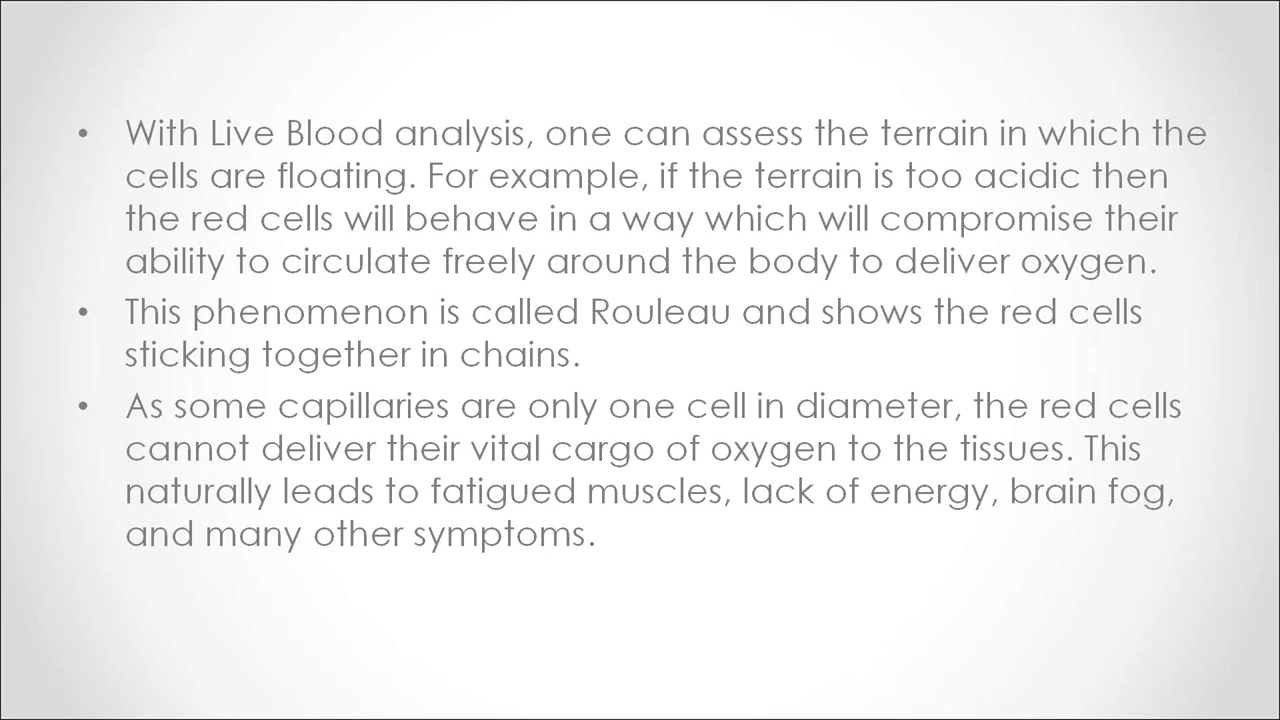 • With Live Blood analysis, one can assess the terrain in which the
cells are floating. For example, if the terrain is too acidic then
the red cells will behave in a way which will compromise their
ability to circulate freely around the body to deliver oxygen.
• This phenomenon is called Rouleau and shows the red cells
sticking together in chains.
• As some capillaries are only one cell in diameter, the red cells
cannot deliver their vital cargo of oxygen to the tissues. This
naturally leads to fatigued muscles, lack of energy, brain fog,
and many other symptoms.